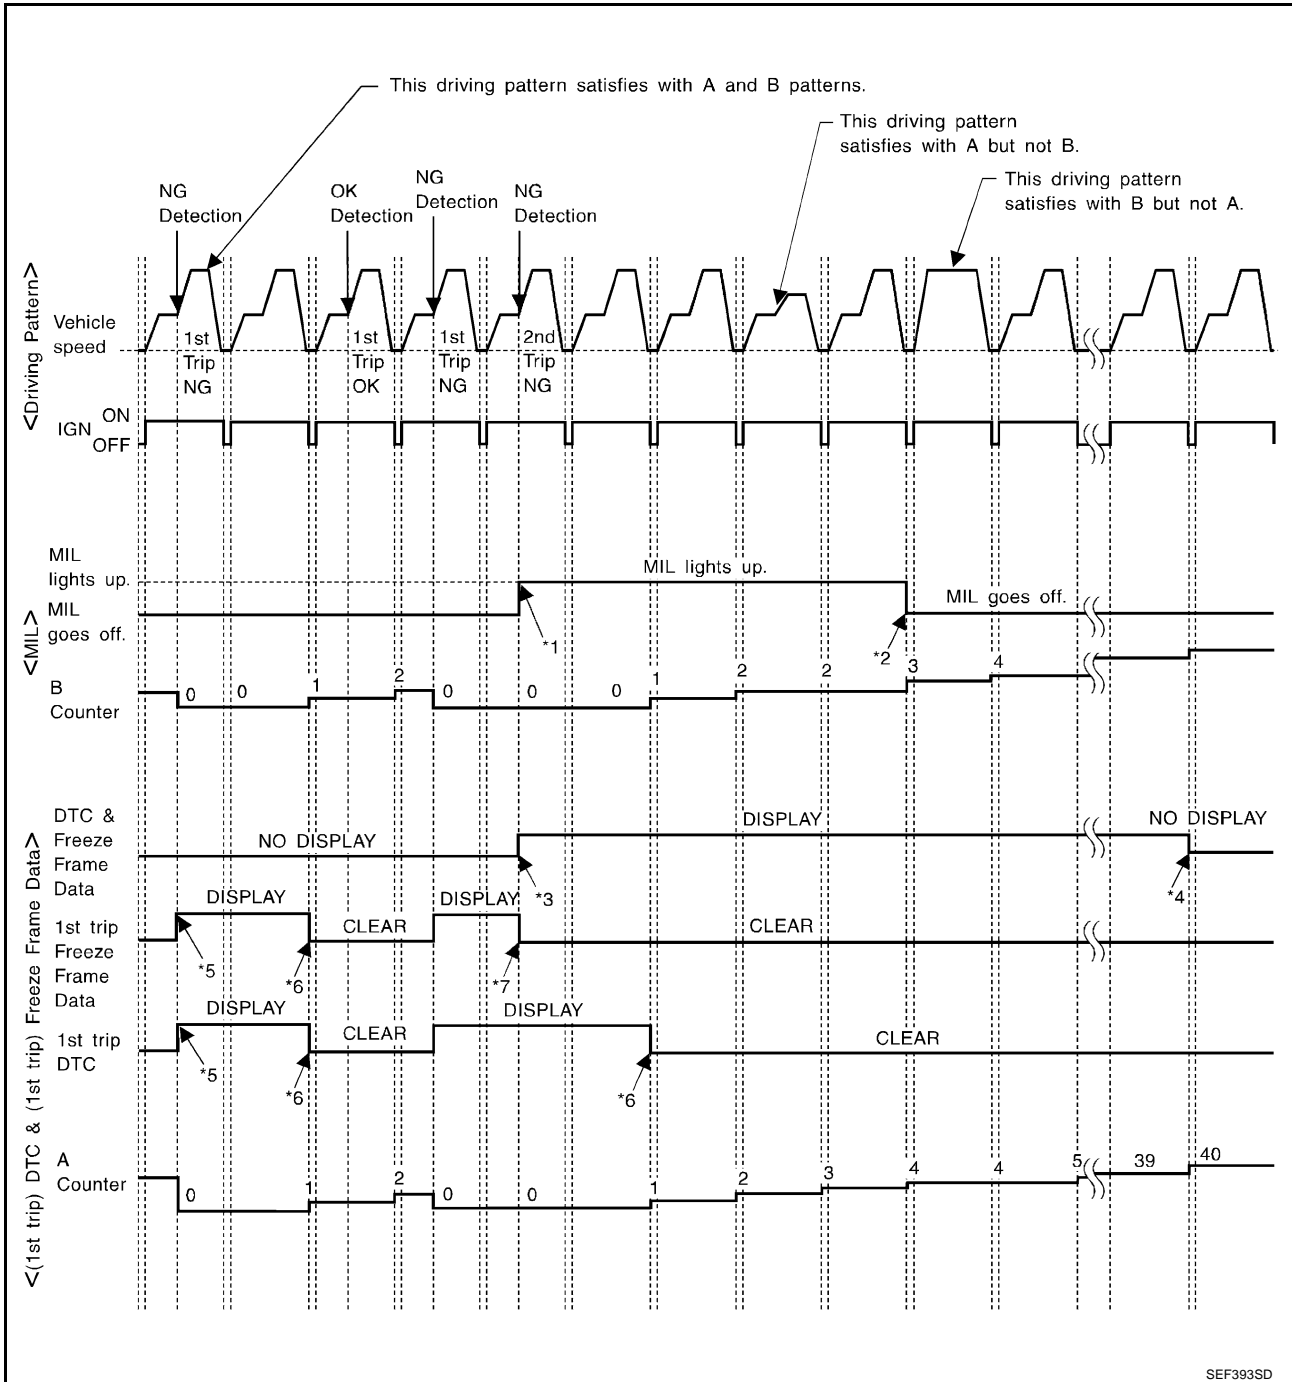 This driving pattern satisfies with A and B patterns.
This driving pattern
satisfies with A but not B.
This driving pattern
satisfies with B but not A.
NG
Detection
OK
Detection
NG
Detection
NG
Detection
<Driving Pattern>
Vehicle
speed
1st
Trip
NG
1st
Trip
OK
1st
Trip
NG
2nd
Trip
NG
IGN
ON
OFF
<MIL>
MIL
lights up.
MIL lights up.
MIL
goes off.
MIL goes off.
*1
*2
B
Counter
0 0 1 2 0 0 0 1 2 2 3 4
<(1st trip) DTC & (1st trip) Freeze Frame Data>
DTC &
Freeze
Frame
Data
NO DISPLAY
DISPLAY
NO DISPLAY
*3
*4
1st trip
Freeze
Frame
Data
DISPLAY
CLEAR
DISPLAY
CLEAR
*5
*6
*7
1st trip
DTC
DISPLAY
CLEAR
DISPLAY
CLEAR
*5
*6
*6
A
Counter
0 1 2 0 0 1 2 3 4 4 5 39 40
SEF393SD